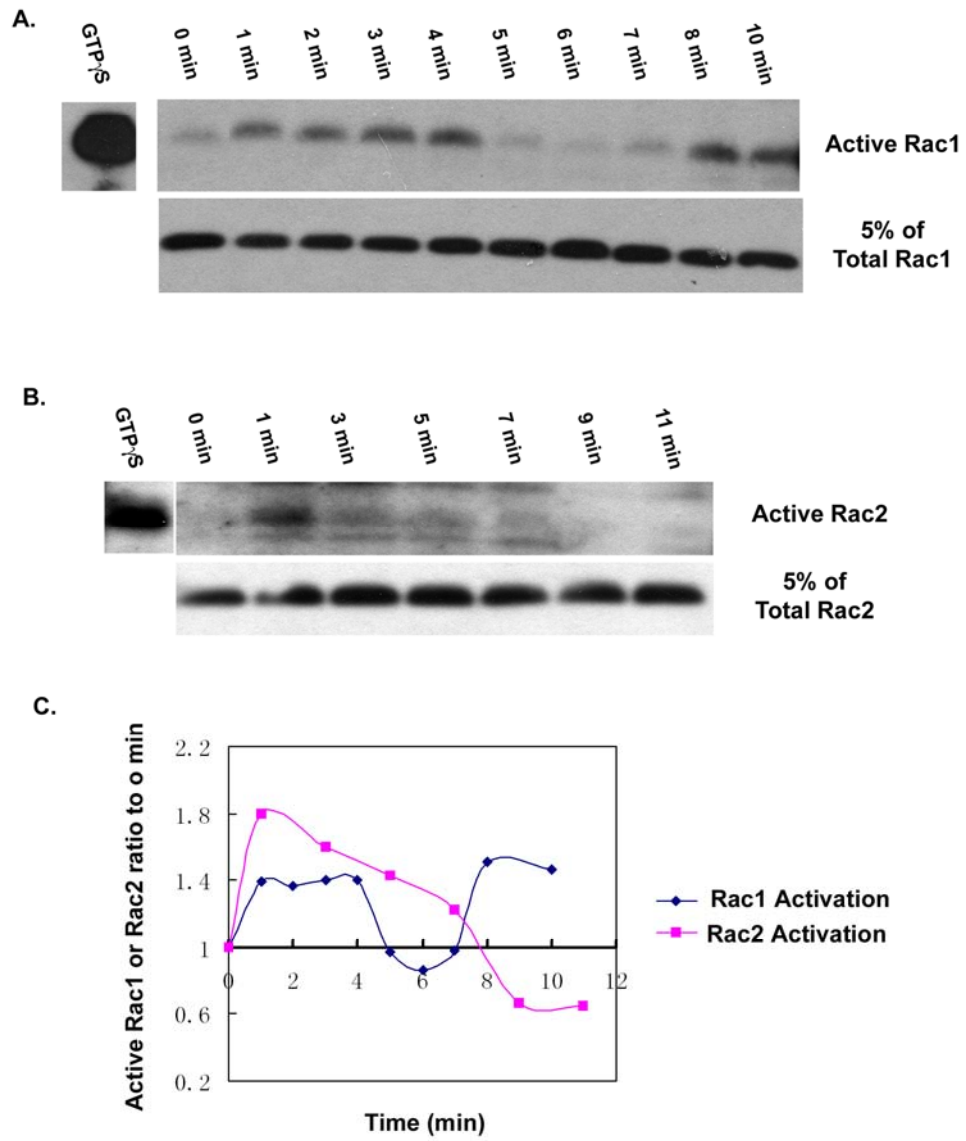 A.
GTPγS
0 min
1 min
2 min
3 min
4 min
5 min
6 min
7 min
8 min
10 min
Active Rac1
5% of
Total Rac1
B.
GTPγS
0 min
1 min
3 min
5 min
7 min
9 min
11 min
Active Rac2
5% of
Total Rac2
C.
Active Rac1 or Rac2 ratio to o min
2.2
1.8
1.4
1
0.6
0.2
0
2
4
6
8
10
12
Time (min)
Rac1 Activation
Rac2 Activation